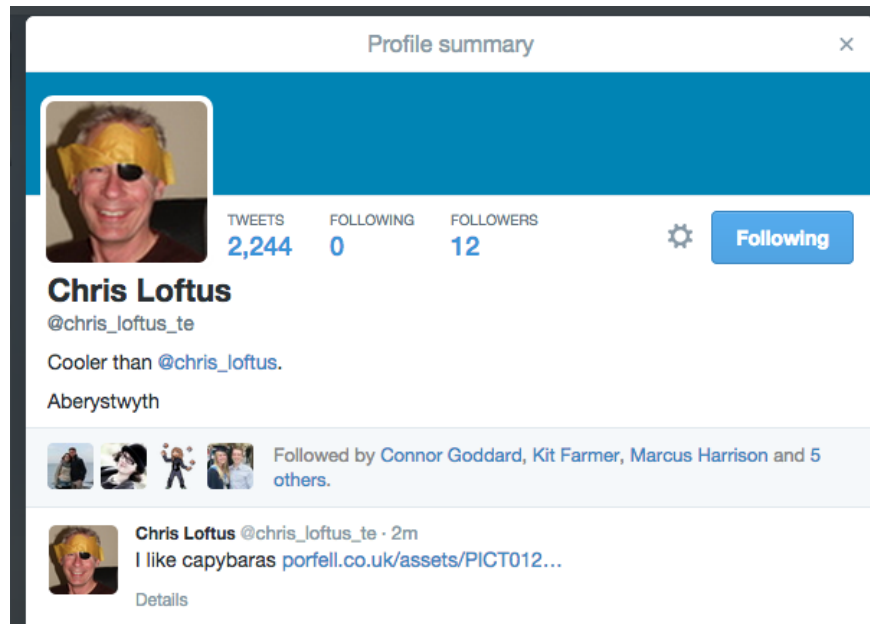 Profile summary ×
TWEETS FOLLOWING FOLLOWERS
2,244 0 12
Following
Chris Loftus
@chris_loftus_te
Cooler than @chris_loftus.
Aberystwyth
Followed by Connor Goddard, Kit Farmer, Marcus Harrison and 5
others.
Chris Loftus @chris_loftus_te · 2m
I like capybaras porfell.co.uk/assets/PICT012…
Details